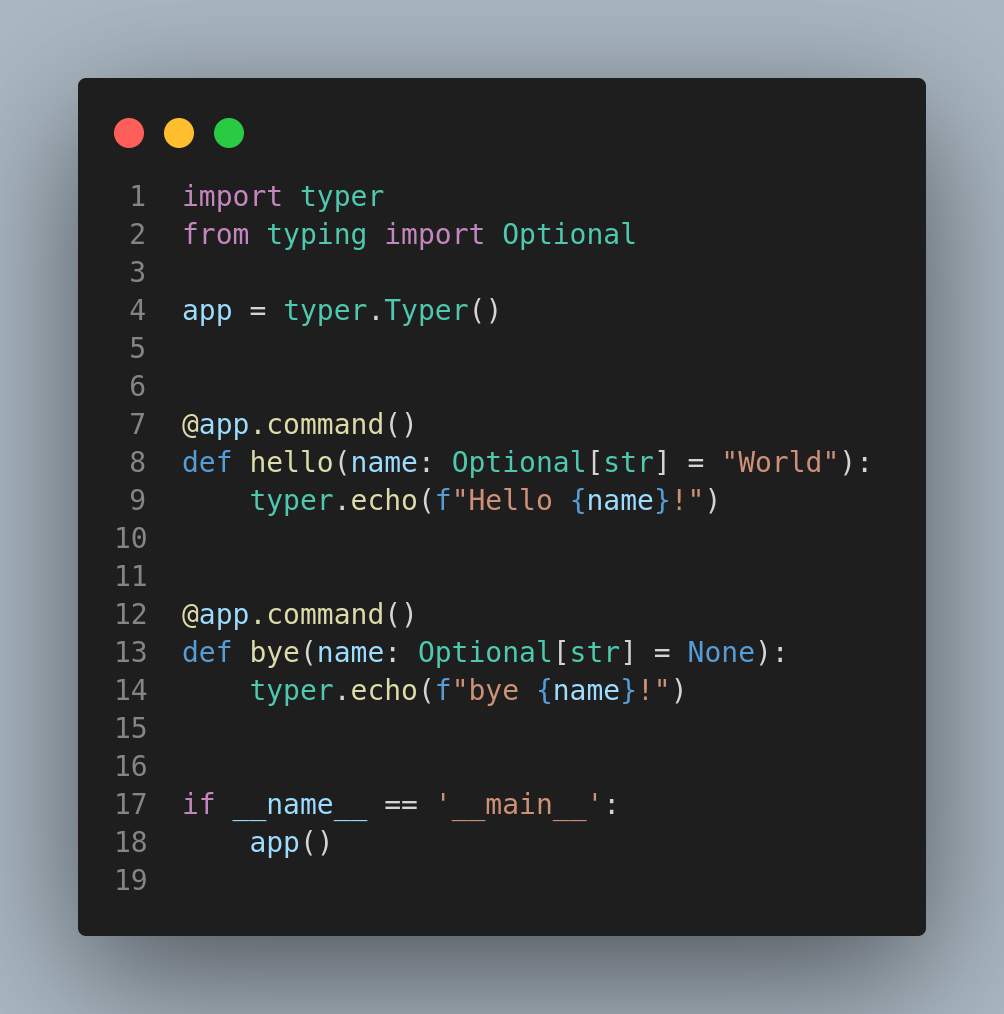 1 import typer
2 from typing import Optional
3
4 app = typer.Typer()
5
6
7 @app.command()
8 def hello(name: Optional[str] = "World"):
9     typer.echo(f"Hello {name}!")
10
11
12 @app.command()
13 def bye(name: Optional[str] = None):
14     typer.echo(f"bye {name}!")
15
16
17 if __name__ == '__main__':
18     app()
19